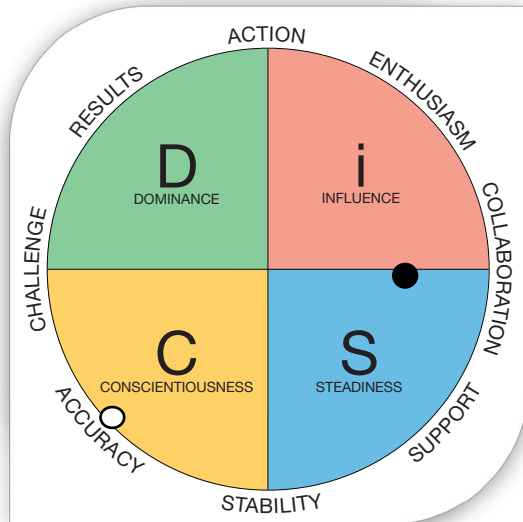 ACTION
RESULTS
ENTHUSIASM
D
DOMINANCE
i
INFLUENCE
CHALLENGE
COLLABORATION
C
CONSCIENTIOUSNESS
S
STEADINESS
ACCURACY
SUPPORT
STABILITY